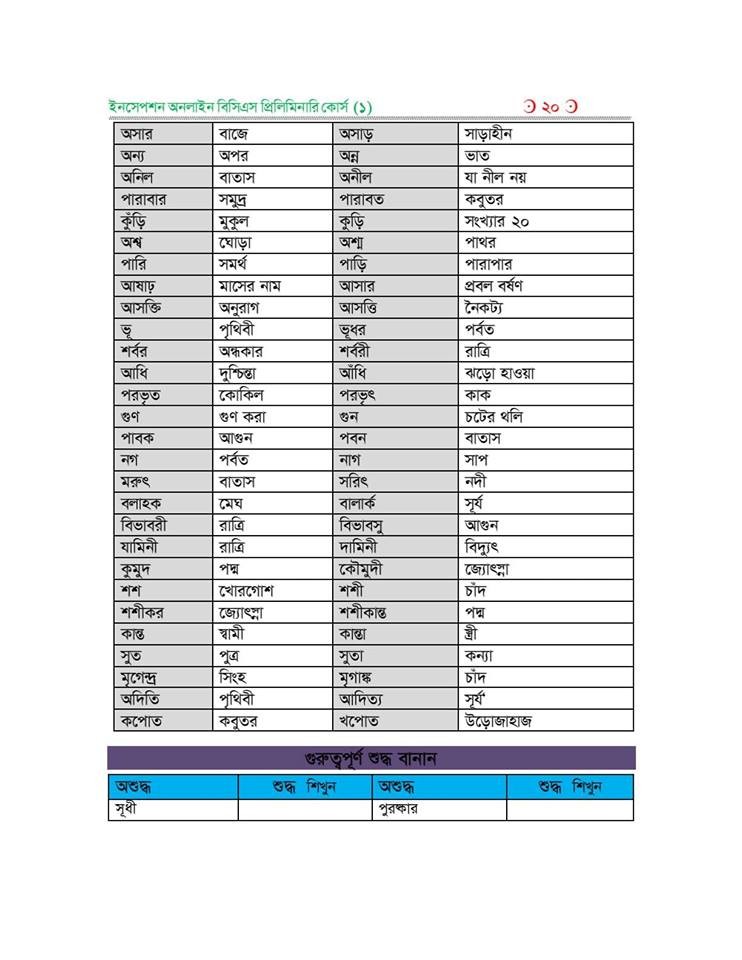 ইনসেপশন অনলাইন বিসিএস প্রিলিমিনারি কোর্স (১) ২০
অসার বাজে অসাড় সাড়াহীন
অন্য অপর অন্ন ভাত
অনিল বাতাস অনীল যা নীল নয়
পারাবার সমুদ্র পারাবত কবুতর
কুঁড়ি মুকুল কুড়ি সংখ্যার ২০
অশ্ব ঘোড়া অশ্ম পাথর
পারি সমর্থ পাড়ি পারাপার
আষাঢ় মাসের নাম আসার প্রবল বর্ষণ
আসক্তি অনুরাগ আসত্তি নৈকট্য
ভূ পৃথিবী ভূধর পর্বত
শর্বর অন্ধকার শর্বরী রাত্রি
আধি দুশ্চিন্তা আঁধি ঝড়ো হাওয়া
পরভৃত কোকিল পরভৃৎ কাক
গুণ গুণ করা গুন চটের থলি
পাবক আগুন পবন বাতাস
নগ পর্বত নাগ সাপ
মরুৎ বাতাস সরিৎ নদী
বলাহক মেঘ বালার্ক সূর্য
বিভাবরী রাত্রি বিভাবসু আগুন
যামিনী রাত্রি দামিনী বিদ্যুৎ
কুমুদ পদ্ম কৌমুদী জ্যোৎস্না
শশ খোরগোশ শশী চাঁদ
শশীকর জ্যোৎস্না শশীকান্ত পদ্ম
কান্ত স্বামী কান্তা স্ত্রী
সুত পুত্র সুতা কন্যা
মৃগেন্দ্র সিংহ মৃগাঙ্ক চাঁদ
অদিতি পৃথিবী আদিত্য সূর্য
কপোত কবুতর খপোত উড়োজাহাজ
গুরুত্বপূর্ণ শুদ্ধ বানান
অশুদ্ধ শুদ্ধ শিখুন অশুদ্ধ শুদ্ধ শিখুন
সূধী পুরষ্কার